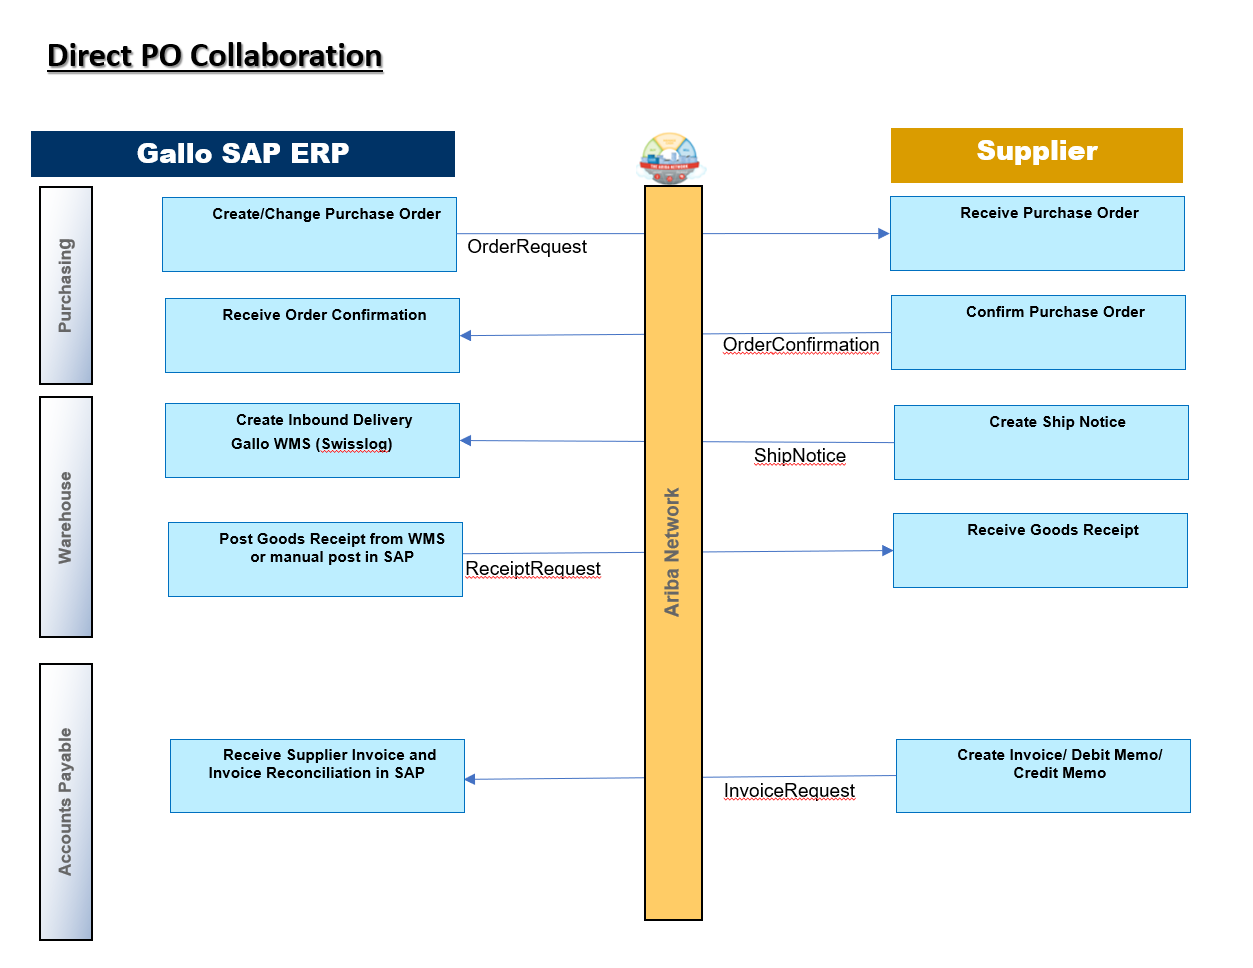 Direct PO Collaboration
Gallo SAP ERP
Supplier
THE ARIBA NETWORK
Purchasing
Create/Change Purchase Order
OrderRequest
Receive Purchase Order
Receive Order Confirmation
OrderConfirmation
Confirm Purchase Order
Warehouse
Create Inbound Delivery
Gallo WMS (Swisslog)
ShipNotice
Create Ship Notice
Ariba Network
Post Goods Receipt from WMS
or manual post in SAP
ReceiptRequest
Receive Goods Receipt
Accounts Payable
Receive Supplier Invoice and
Invoice Reconciliation in SAP
InvoiceRequest
Create Invoice/ Debit Memo/
Credit Memo